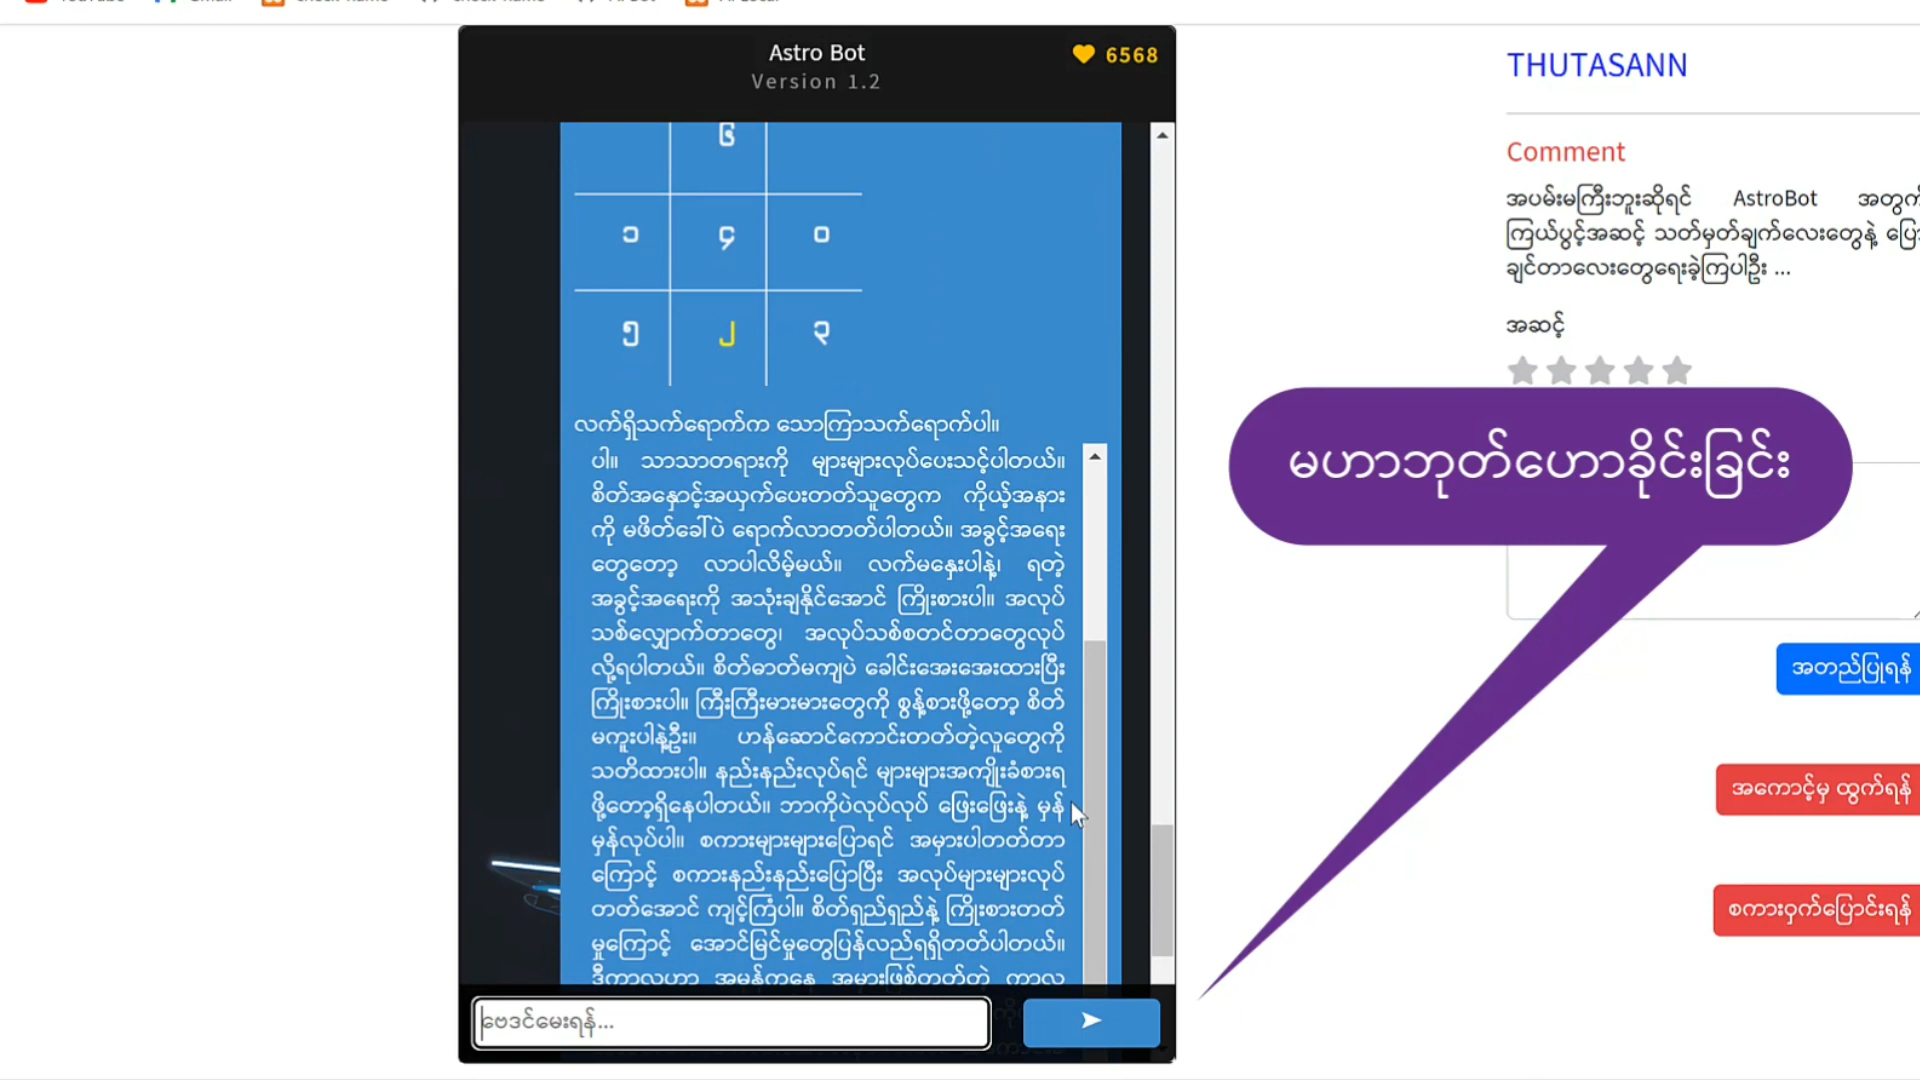 Astro Bot
6568
Version 1.2
၆
၁ ၄ ၀
၅ ၂ ၃
လက်ရှိသက်ရောက်က သောကြာသက်ရောက်ပါ။
ပါ။ သာသာတရားကို များများလုပ်ပေးသင့်ပါတယ်။
စိတ်အနှောင့်အယှက်ပေးတတ်သူတွေက ကိုယ့်အနား
ကို မဖိတ်ခေါ်ပဲ ရောက်လာတတ်ပါတယ်။ အခွင့်အရေး
တွေတော့ လာပါလိမ့်မယ်။ လက်မနှေးပါနဲ့၊ ရတဲ့
အခွင့်အရေးကို အသုံးချနိုင်အောင် ကြိုးစားပါ။ အလုပ်
သစ်လျှောက်တာတွေ၊ အလုပ်သစ်စတင်တာတွေလုပ်
လို့ရပါတယ်။ စိတ်ဓာတ်မကျပဲ ခေါင်းအေးအေးထားပြီး
ကြိုးစားပါ။ ကြီးကြီးမားမားတွေကို စွန့်စားဖို့တော့ စိတ်
မကူးပါနဲ့ဦး။ ဟန်ဆောင်ကောင်းတတ်တဲ့လူတွေကို
သတိထားပါ။ နည်းနည်းလုပ်ရင် များများအကျိုးခံစားရ
ဖို့တော့ရှိနေပါတယ်။ ဘာကိုပဲလုပ်လုပ် ဖြေးဖြေးနဲ့ မှန်
မှန်လုပ်ပါ။ စကားများများပြောရင် အမှားပါတတ်တာ
ကြောင့် စကားနည်းနည်းပြောပြီး အလုပ်များများလုပ်
တတ်အောင် ကျင့်ကြံပါ။ စိတ်ရှည်ရှည်နဲ့ ကြိုးစားတတ်
မှုကြောင့် အောင်မြင်မှုတွေပြန်လည်ရရှိတတ်ပါတယ်။
ဒီကာလဟာ အမှန်ကနေ အမှားဖြစ်တတ်တဲ့ ကာလ
ဗေဒင်မေးရန်...
THUTASANN
Comment
အပမ်းမကြီးဘူးဆိုရင် AstroBot
ကြယ်ပွင့်အဆင့် သတ်မှတ်ချက်လေးတွေနဲ့
ချင်တာလေးတွေရေးခဲ့ကြပါဦး ...
အဆင့်
မဟာဘုတ်ဟောခိုင်းခြင်း
အတည်ပြုရန်
အကောင့်မှ ထွက်ရန်
စကားဝှက်ပြောင်းရန်